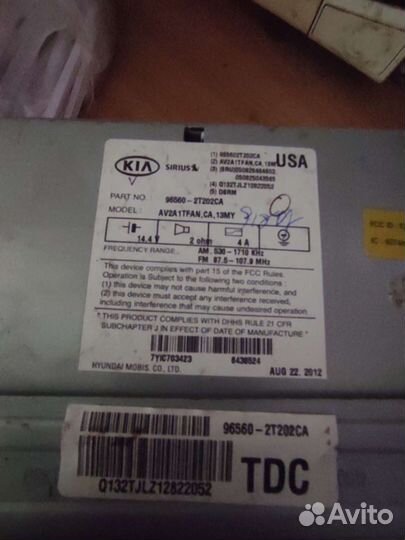 KIA SIRIUS
(1) 965602T202CA
(2) AV2A1TFAN,CA,13M
(4) Q132TJLZ12822052
(5) D8RM
USA
PART NO. 96560-2T202CA
MODEL: AV2A1TFAN,CA,13MY
14.4 2 ohm 4 A
FREQUENCY RANGE, AM 530-1710 KHz
FM 87.5-107.9 MHz
This device complies with part 15 of the FCC Rules.
Operation is Subject to the following two conditions:
(1) this device may not cause harmful interference, and
(2) this device must accept any interference received,
including interference that may cause undesired
operation.
*THIS PRODUCT COMPLIES WITH DHHS RULE 21 CFR
SUBCHAPTER J IN EFFECT OF DATE OF MANUFACTURE*
7YIC703423 8436524
HYUNDAI MOBIS. CO., LTD. AUG 22. 2012
96560-2T202CA
Q132TJLZ12822052
TDC
Avito